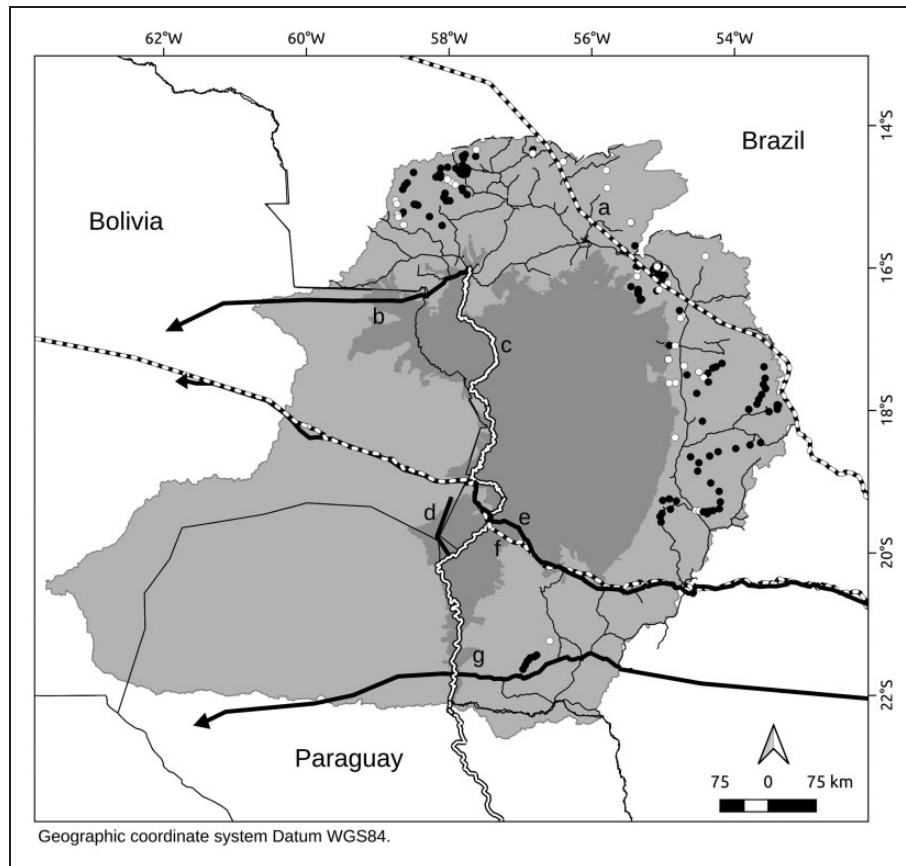 62°W 60°W 58°W 56°W 54°W
14°S
Brazil
Bolivia
a
16°S
b
c
18°S
d
e
f
20°S
g
22°S
Paraguay
75 0 75 km
Geographic coordinate system Datum WGS84.